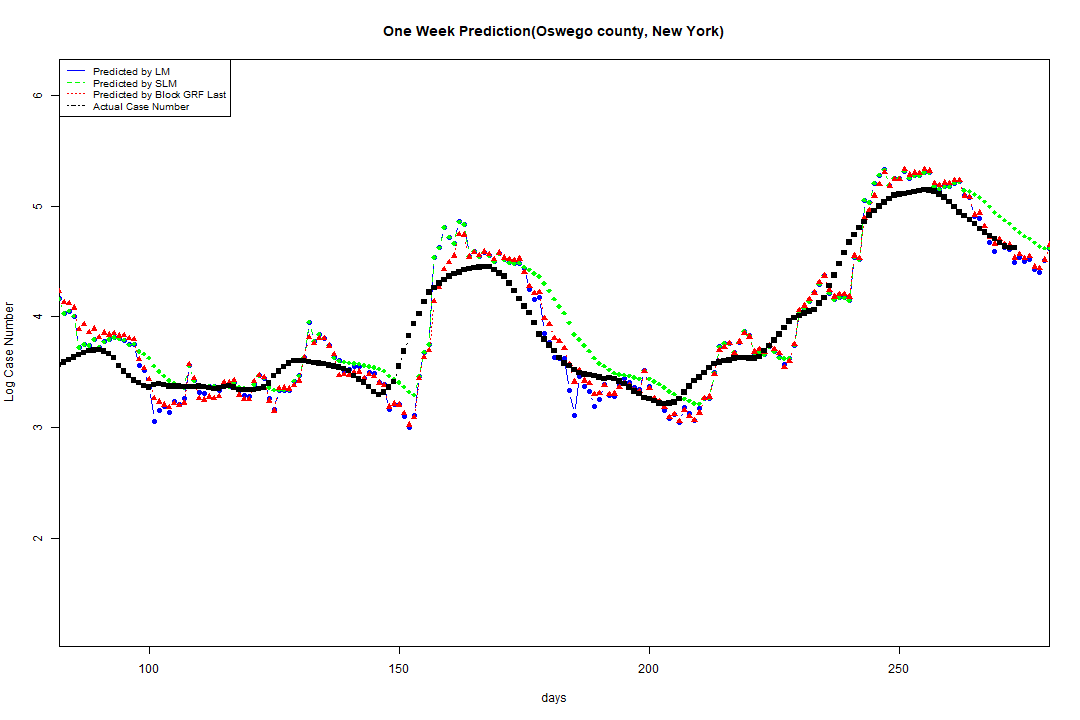 One Week Prediction(Oswego county, New York)
Predicted by LM
Predicted by SLM
Predicted by Block GRF Last
Actual Case Number
6
5
4
3
2
Log Case Number
100
150
200
250
days